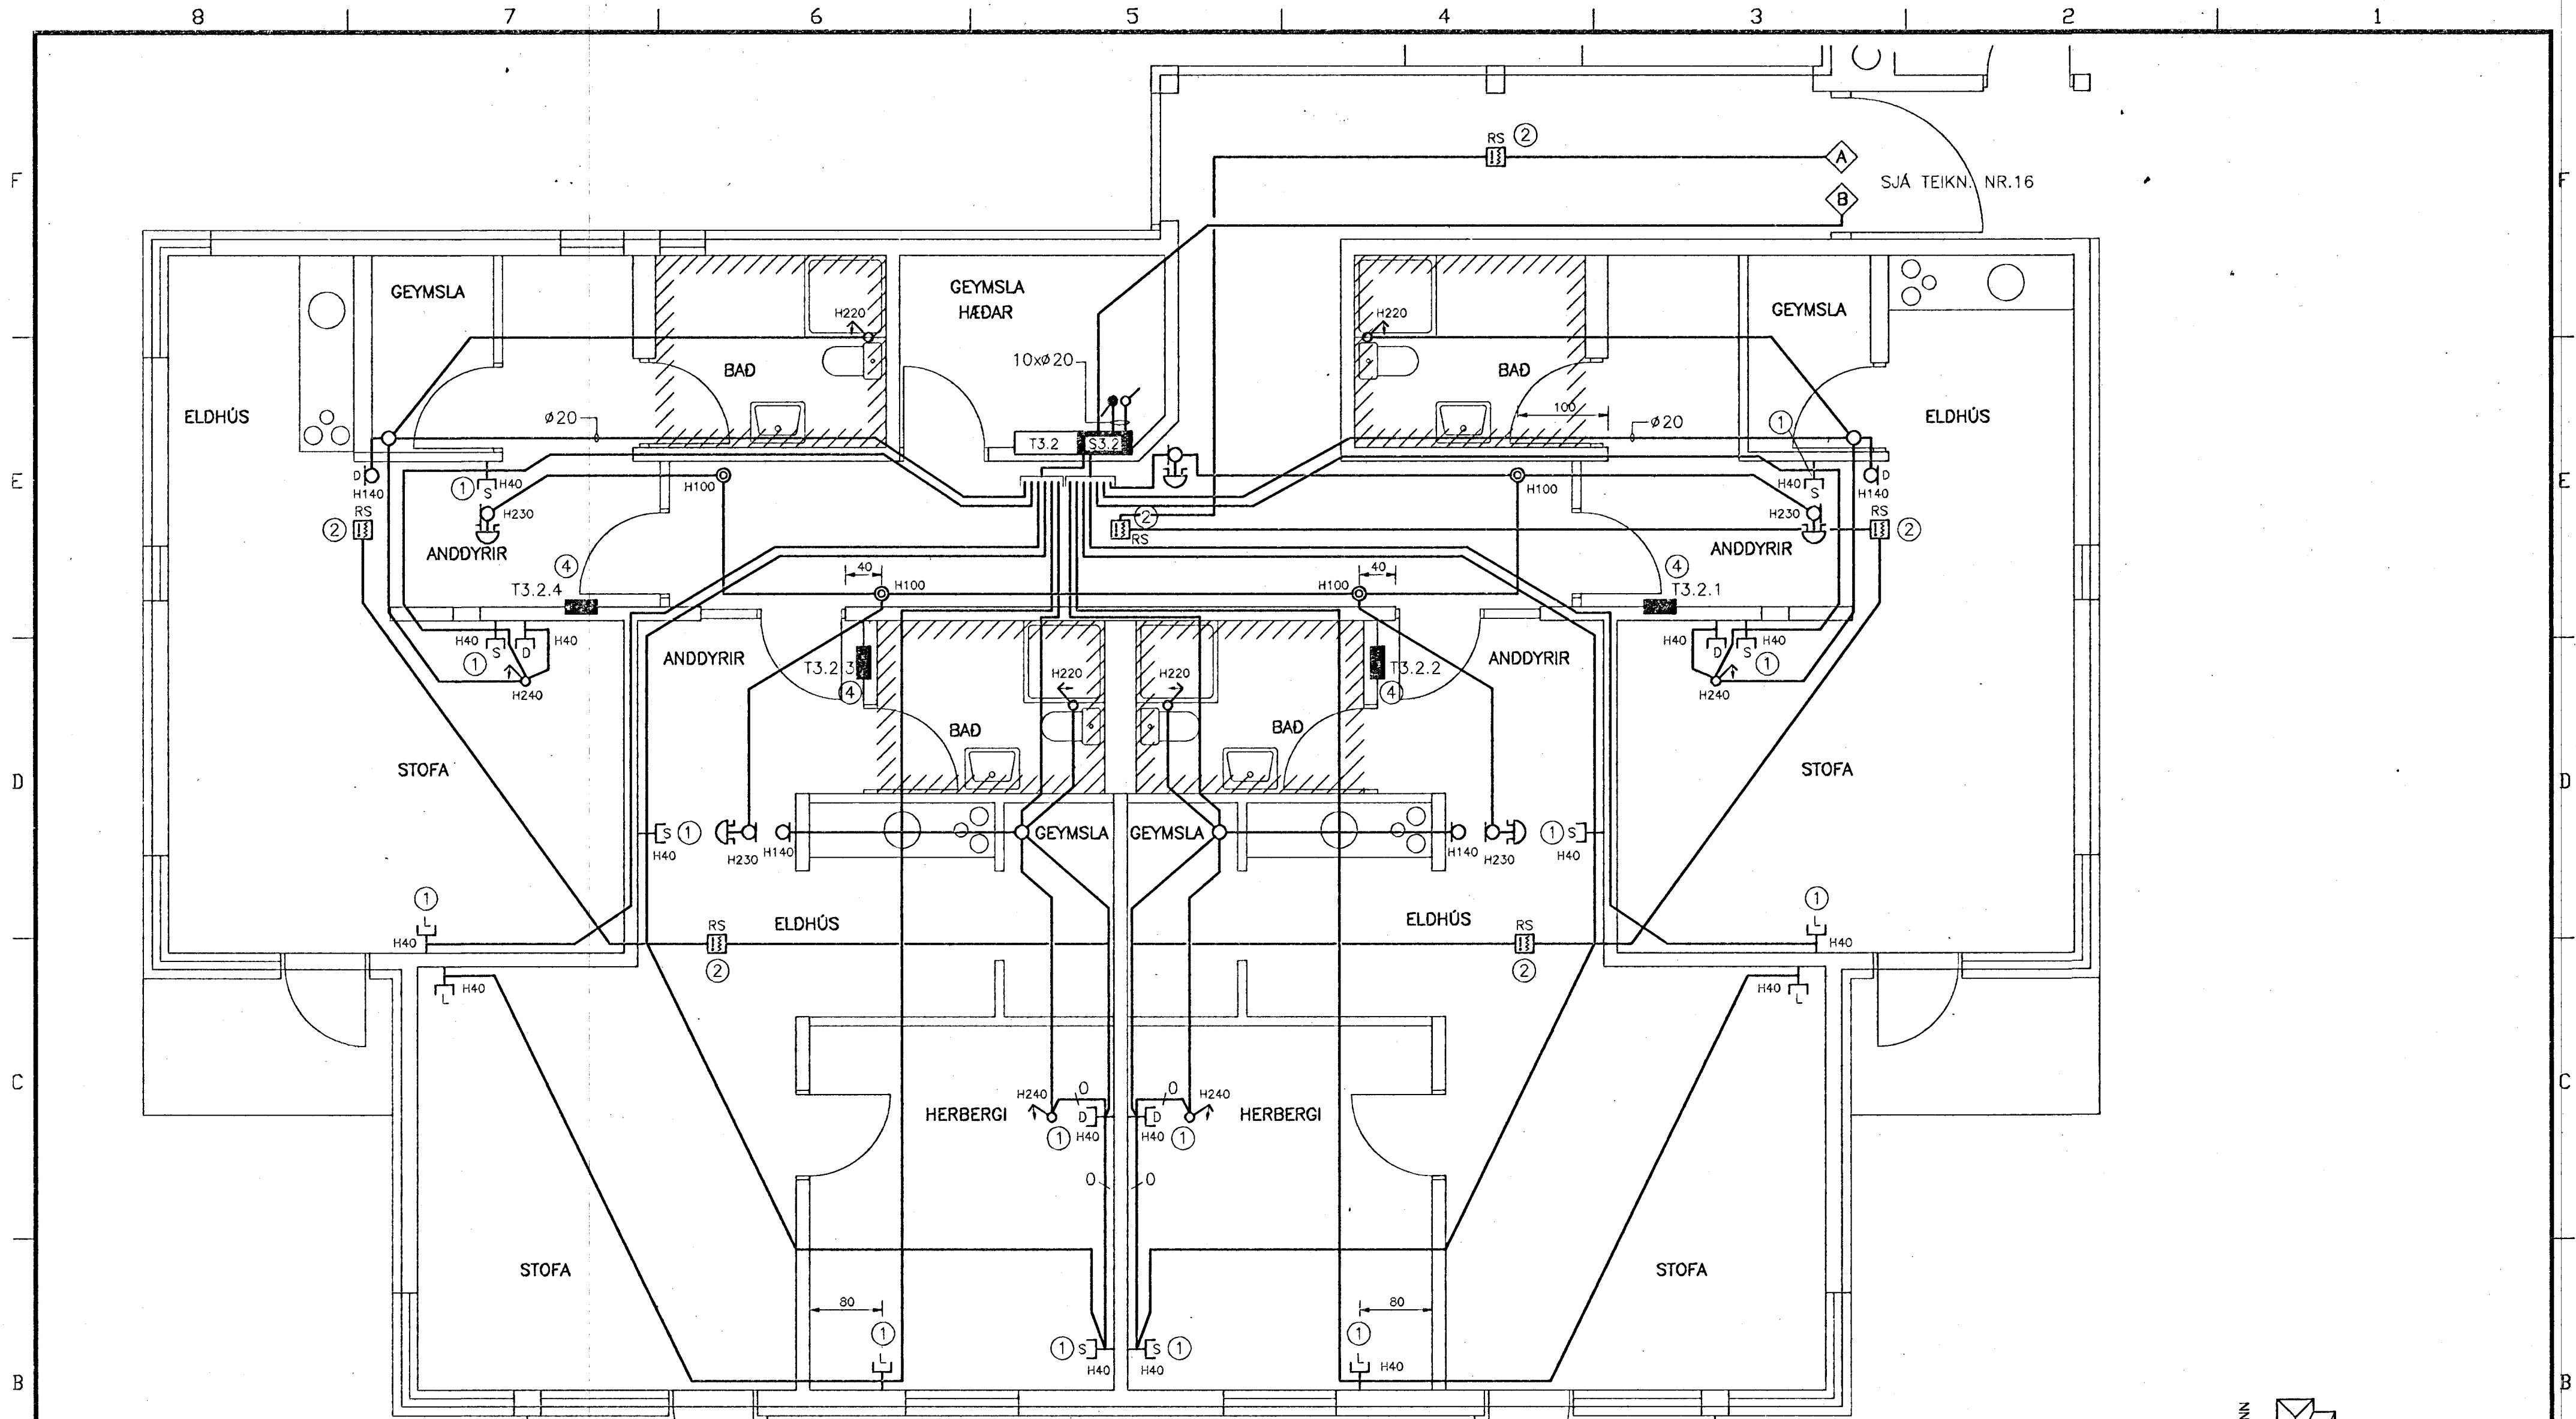 8 7 6 5 4 3 2 1
RS 2
A
F SJÁ TEIKN. NR.16 F
B
GEYMSLA GEYMSLA GEYMSLA
HÆÐAR
H220 H220
10xø20
BAÐ BAÐ
ELDHÚS ø20 100 1 ø20 ELDHÚS
T3.2 S3.2
E D H140 1 S H40 H100 H100 H40 S D H140 E
RS H230 2 H230 RS
2 RS 2
ANDDYRIR ANDDYRIR
4 40 H100 H100 40 4
T3.2.4 T3.2.1
H40 S D H40 H40 D S H40
1 ANDDYRIR T3.2.3 H220 H220 T3.2.2 ANDDYRIR 1
H240 4 4 H240
BAÐ BAÐ
D STOFA STOFA D
S 1 GEYMSLA GEYMSLA 1 S
H40 H230 H140 H140 H230 H40
1 1
L RS ELDHÚS ELDHÚS RS L
H40 H40
2 2
L H40 H40 L
C C
H240 0 0 H240
HERBERGI D D HERBERGI
1 H40 H40 1
0 0
STOFA STOFA
80 80
1 1
L 1 S S 1 L H40
H40 H40
B B